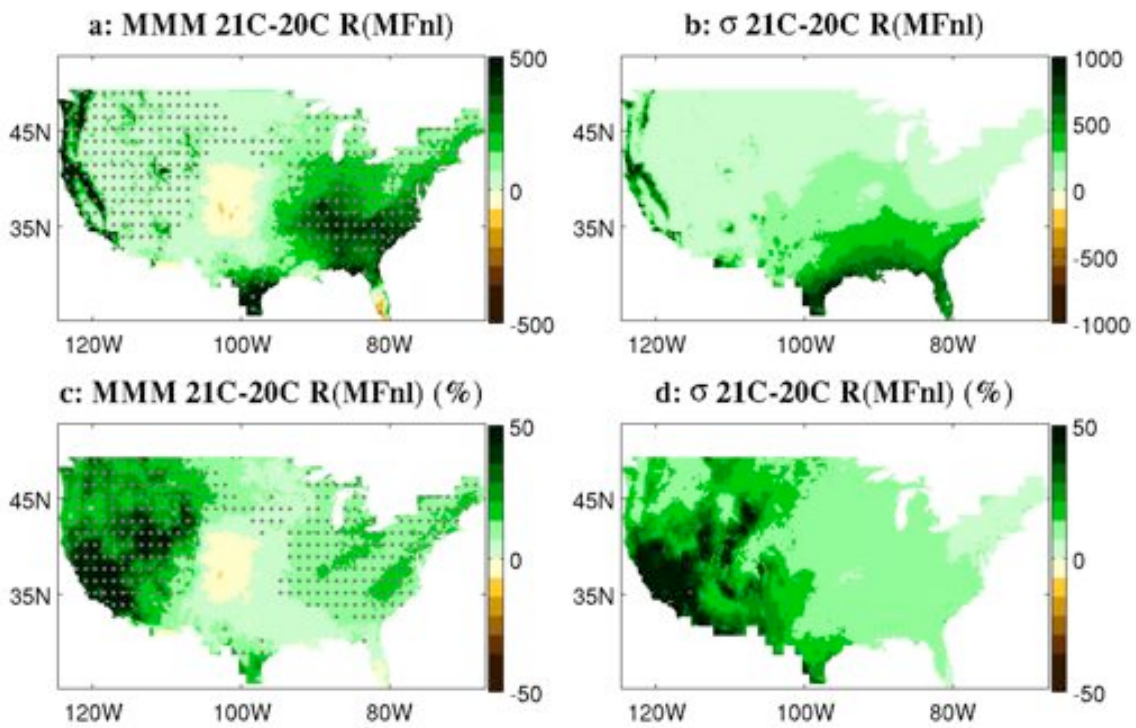 a: MMM 21C-20C R(MFnl)
b: σ 21C-20C R(MFnl)
500
0
-500
1000
500
0
-500
-1000
45N
35N
45N
35N
120W 100W 80W
120W 100W 80W
c: MMM 21C-20C R(MFnl) (%)
d: σ 21C-20C R(MFnl) (%)
50
0
-50
50
0
-50
45N
35N
45N
35N
120W 100W 80W
120W 100W 80W